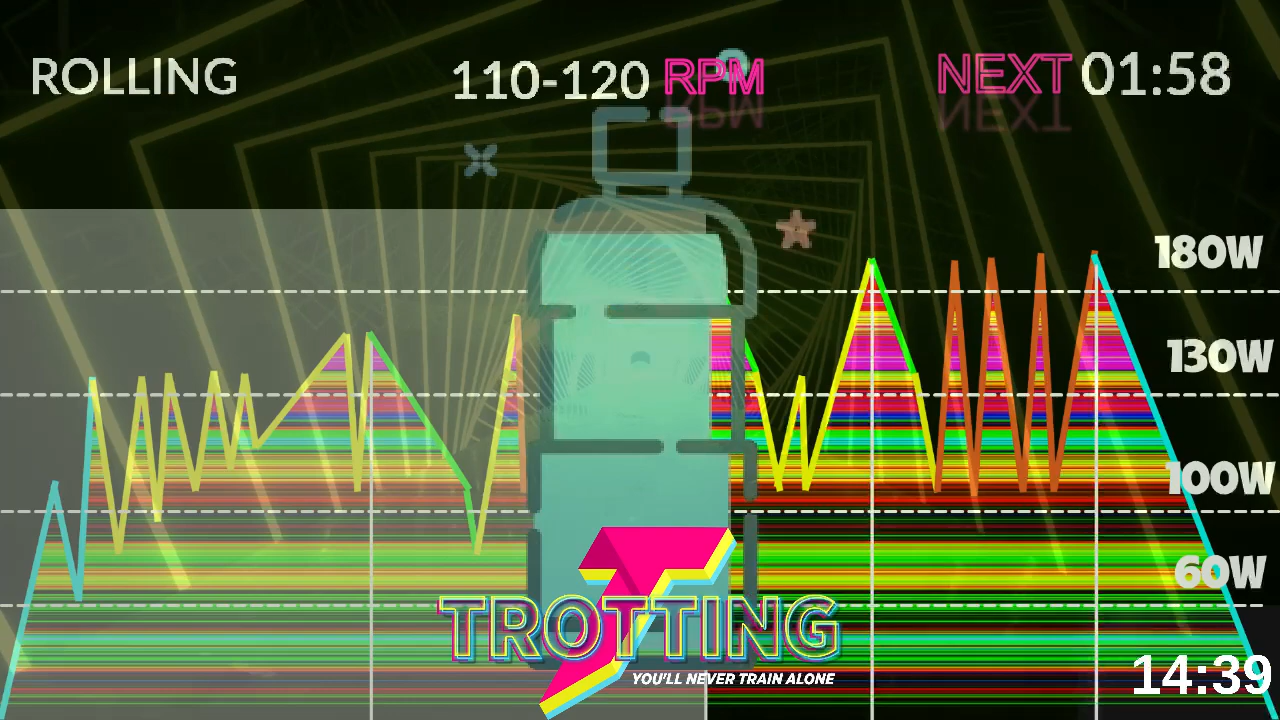 ROLLING
110-120 RPM
NEXT 01:58
180W
130W
100W
60W
TROTTING
YOU'LL NEVER TRAIN ALONE
14:39